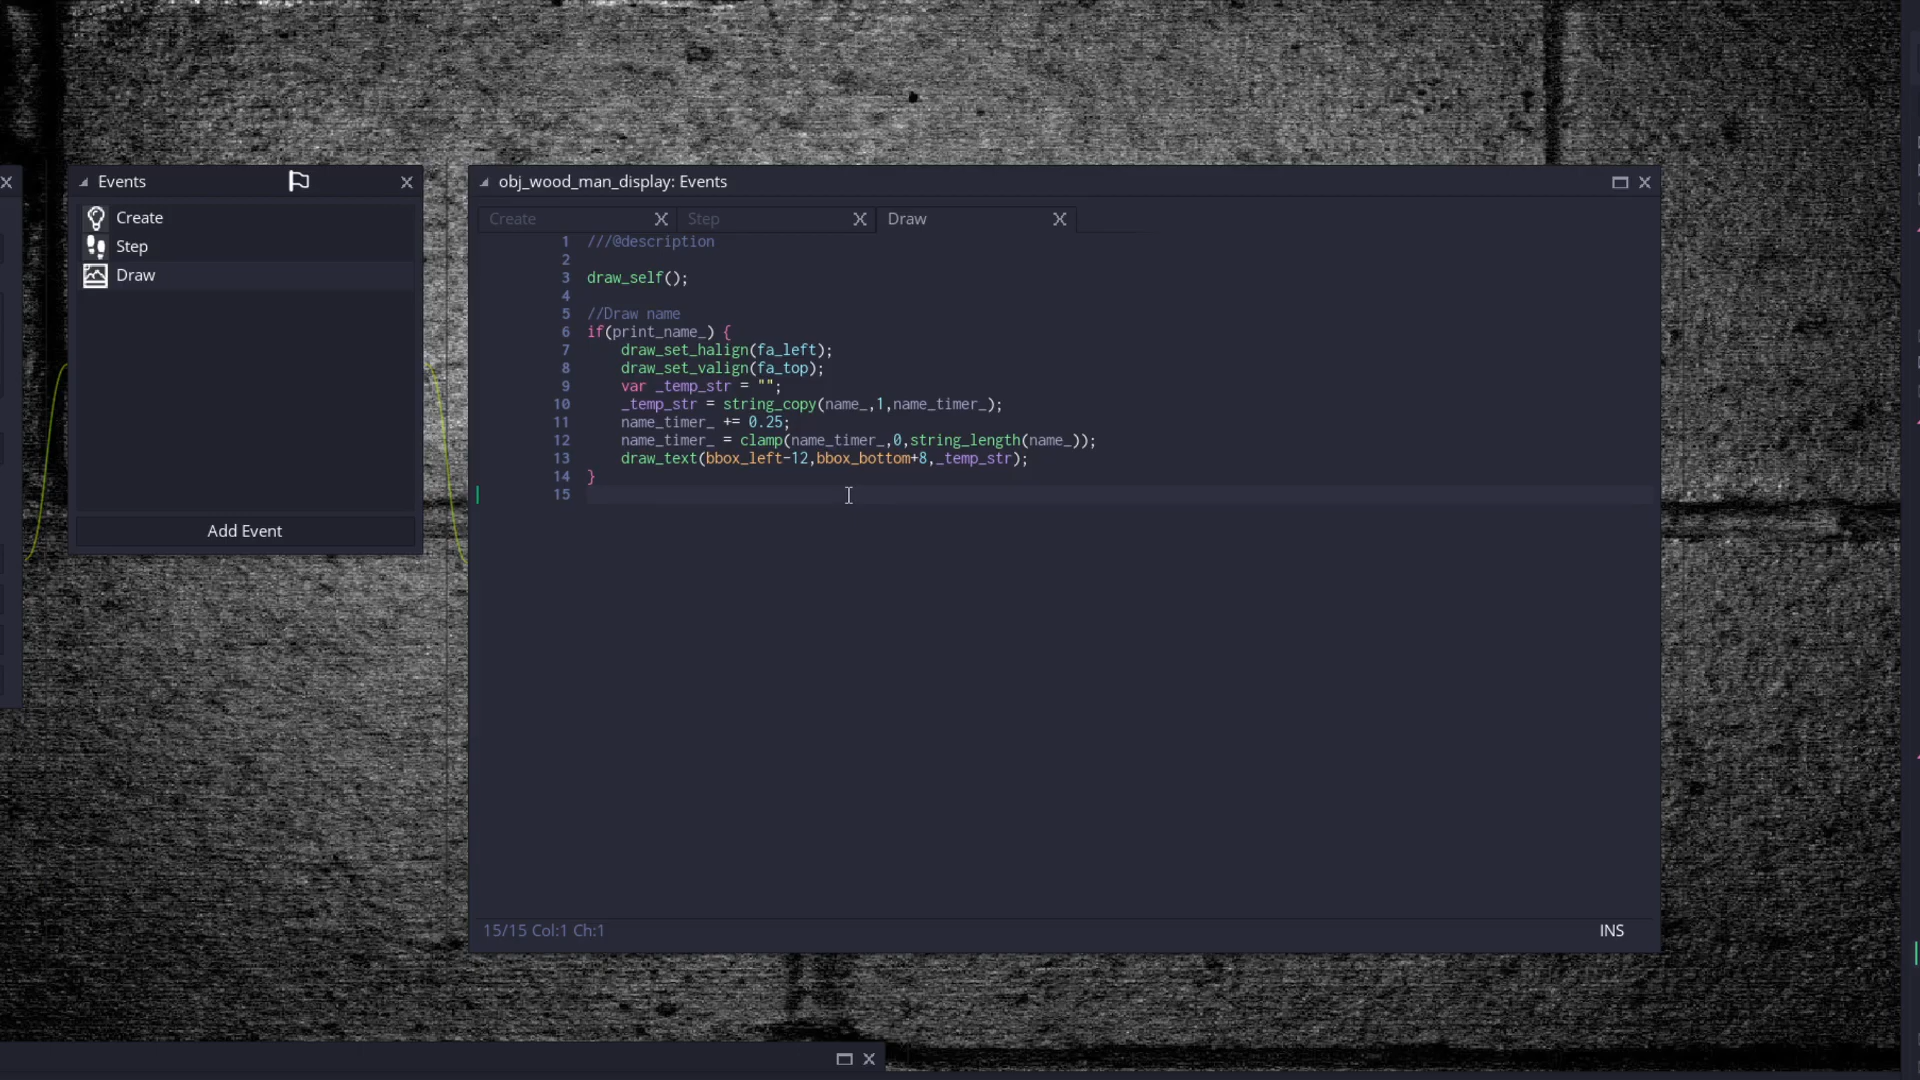 Events
Create
Step
Draw
Add Event
obj_wood_man_display: Events
Create Step Draw
1 ///@description
2
3 draw_self();
4
5 //Draw name
6 if(print_name_) {
7 draw_set_halign(fa_left);
8 draw_set_valign(fa_top);
9 var _temp_str = "";
10 _temp_str = string_copy(name_,1,name_timer_);
11 name_timer_ += 0.25;
12 name_timer_ = clamp(name_timer_,0,string_length(name_));
13 draw_text(bbox_left-12,bbox_bottom+8,_temp_str);
14 }
15
15/15 Col:1 Ch:1
INS